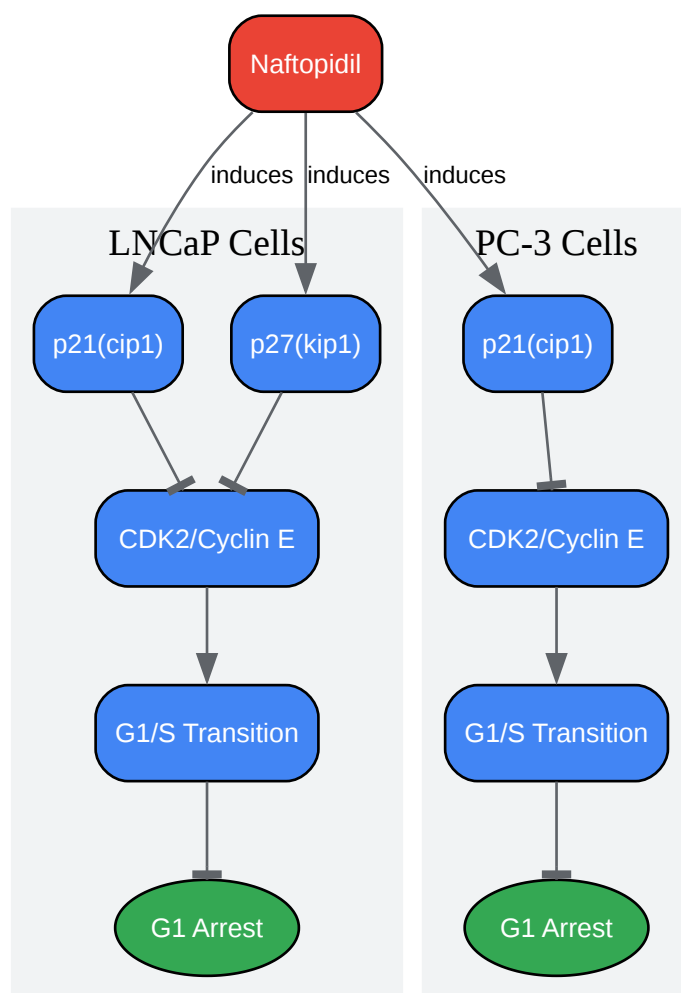 Naftopidil
induces
induces
induces
LNCaP Cells
PC-3 Cells
p21(cip1)
p27(kip1)
p21(cip1)
CDK2/Cyclin E
CDK2/Cyclin E
G1/S Transition
G1/S Transition
G1 Arrest
G1 Arrest